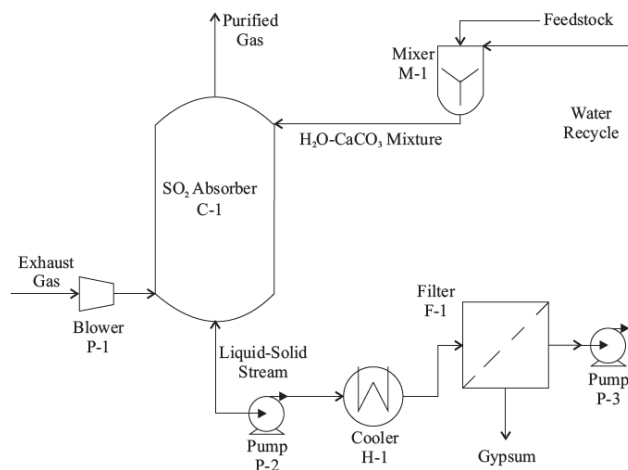 Purified
Gas
Feedstock
Mixer
M-1
Water
Recycle
H₂O-CaCO₃ Mixture
SO₂ Absorber
C-1
Exhaust
Gas
Blower
P-1
Liquid-Solid
Stream
Pump
P-2
Cooler
H-1
Filter
F-1
Gypsum
Pump
P-3